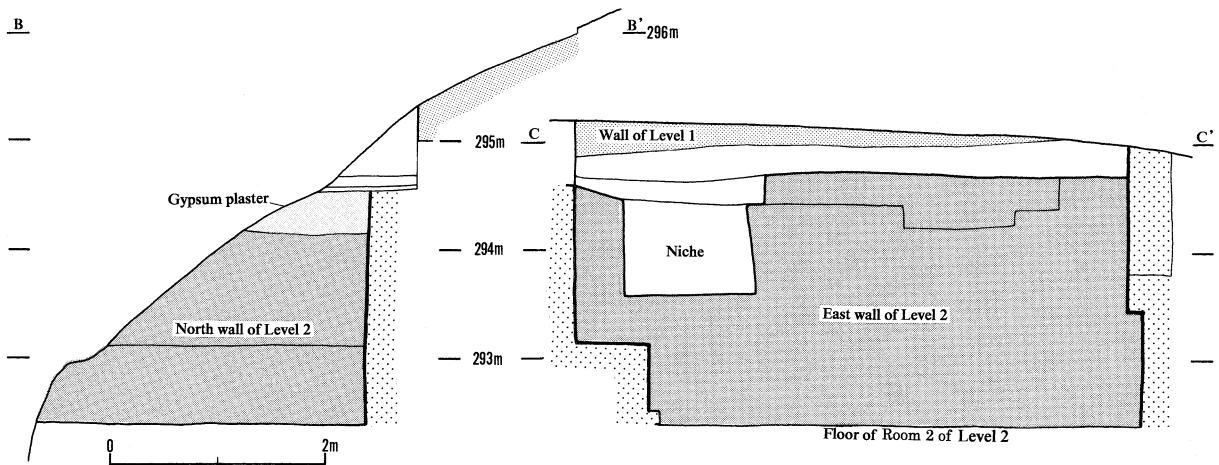 B
B'
296m
295m
C
C'
Wall of Level 1
Gypsum plaster
294m
Niche
North wall of Level 2
East wall of Level 2
293m
Floor of Room 2 of Level 2
0
2m